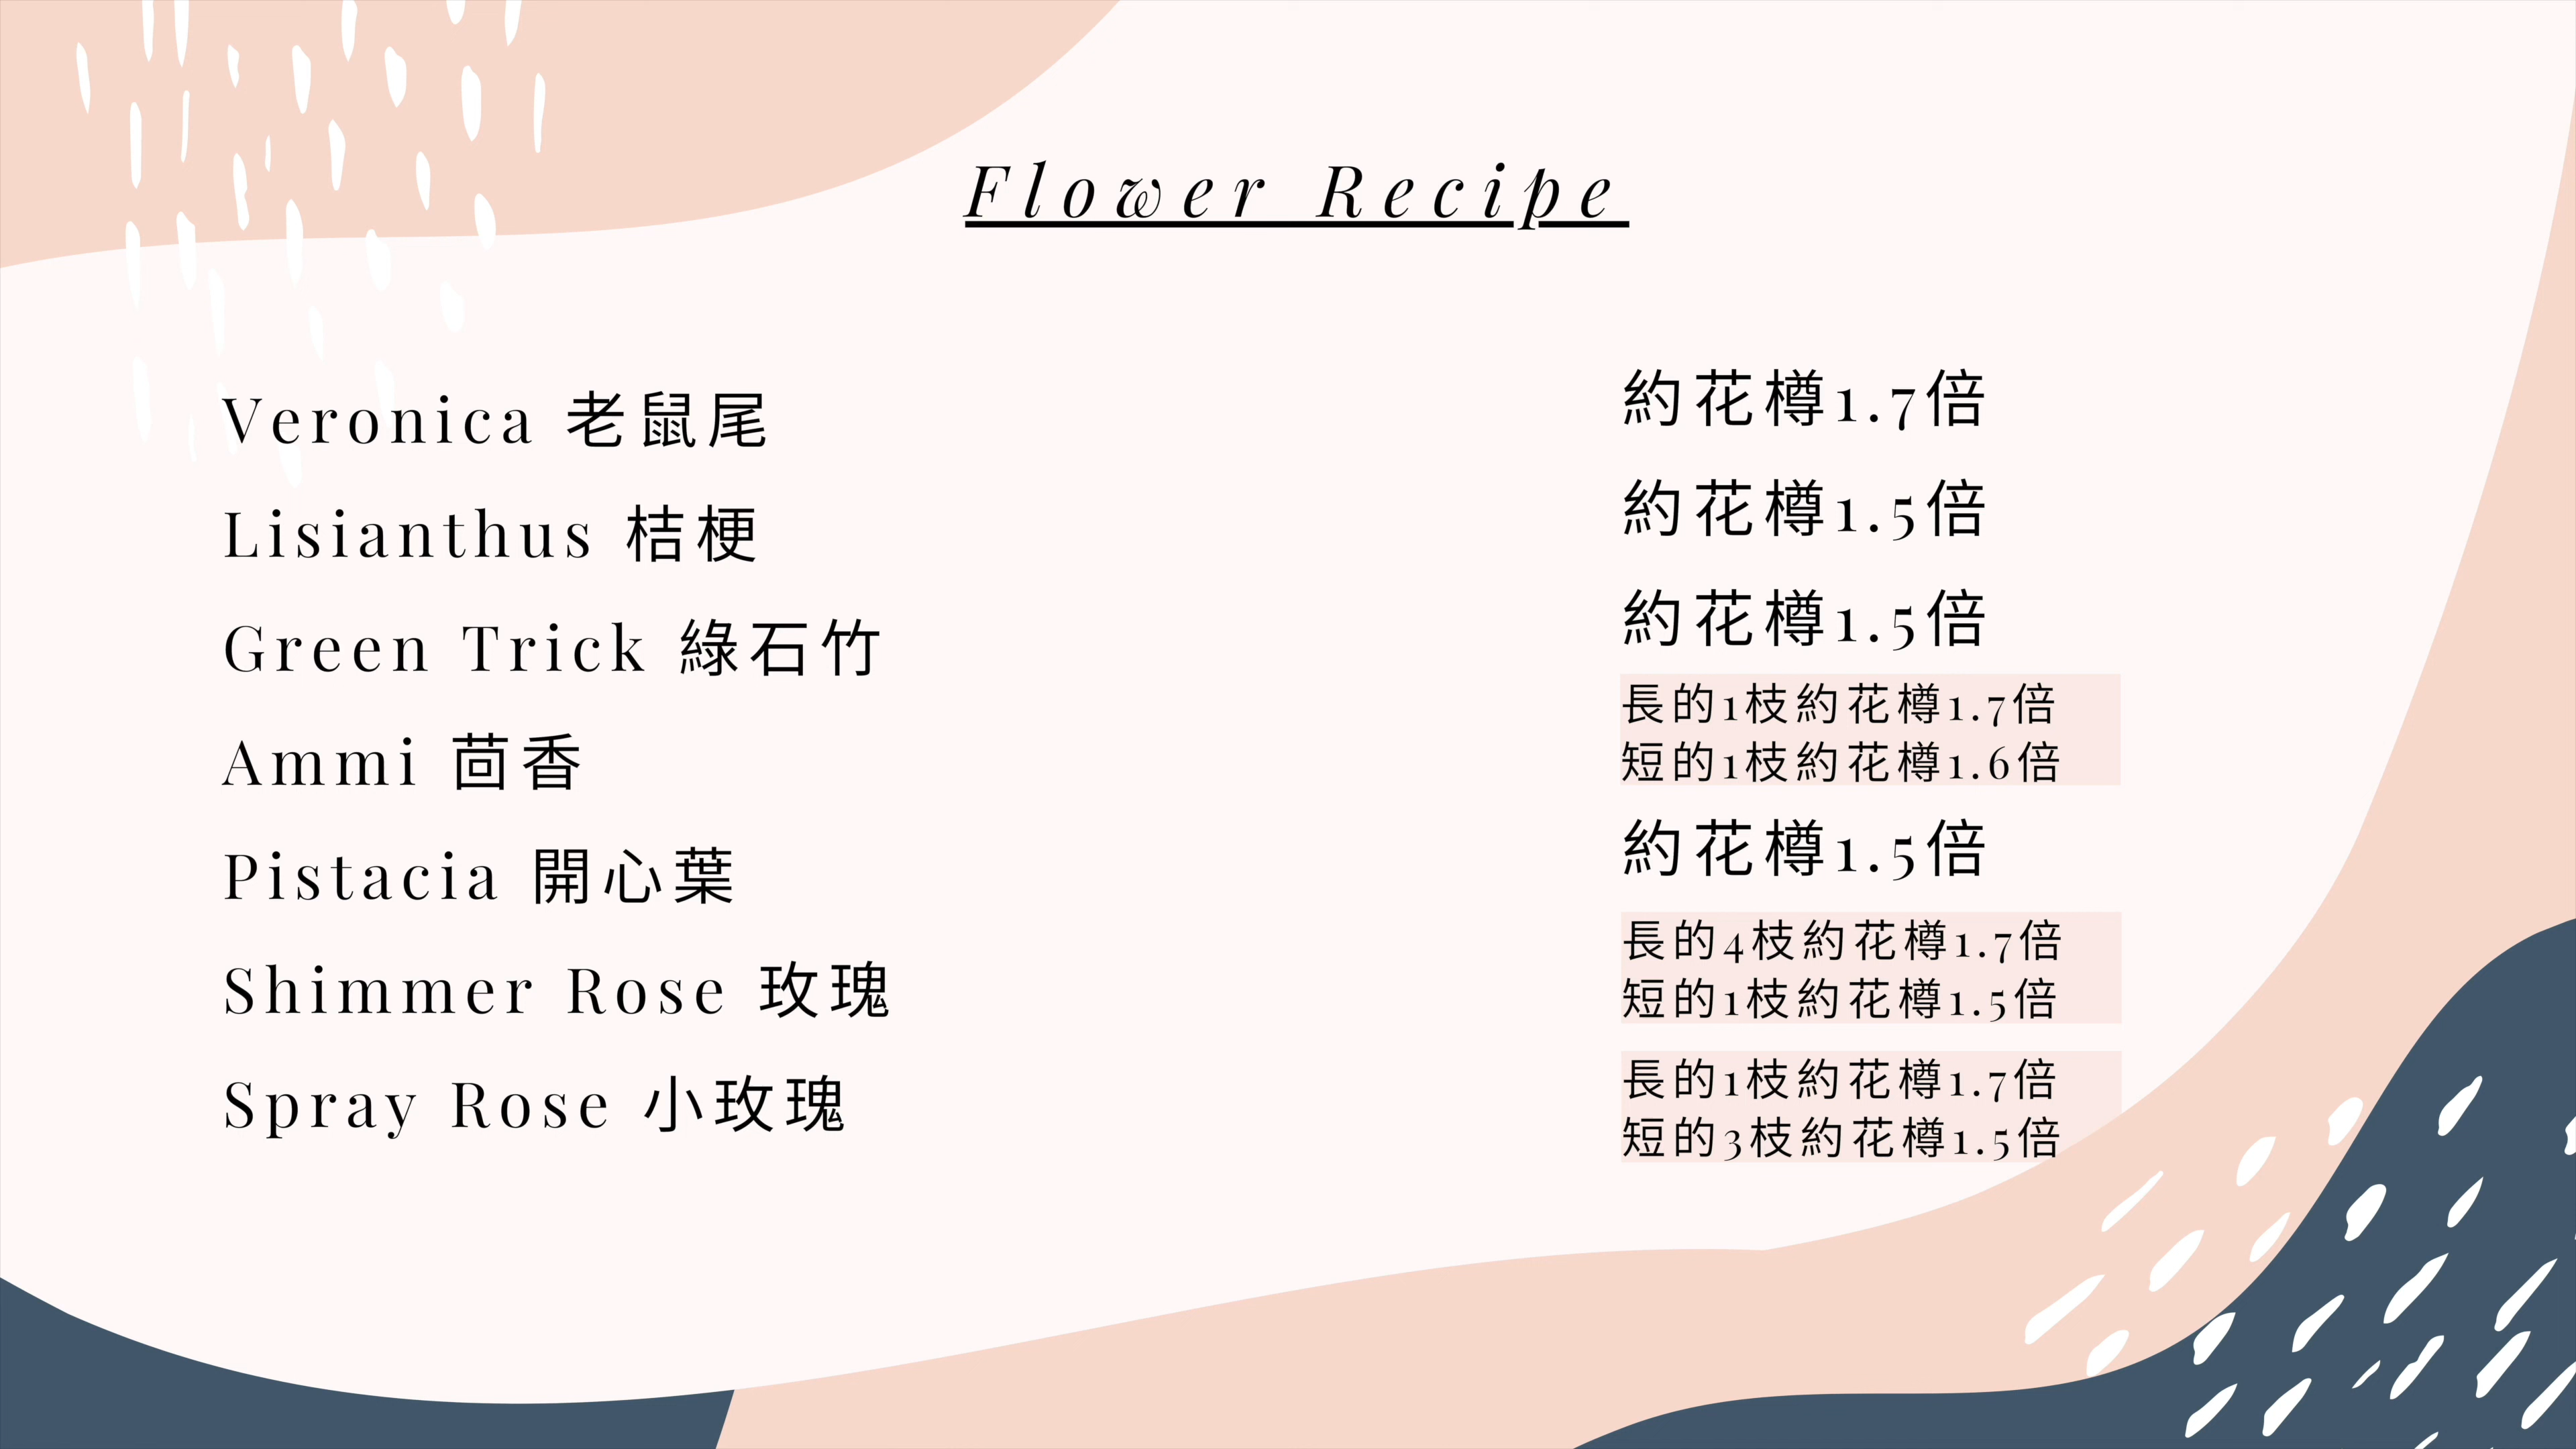 Flower Recipe
Veronica 老鼠尾
約花樽1.7倍
Lisianthus 桔梗
約花樽1.5倍
Green Trick 綠石竹
約花樽1.5倍
Ammi 茴香
長的1枝約花樽1.7倍
短的1枝約花樽1.6倍
Pistacia 開心葉
約花樽1.5倍
Shimmer Rose 玫瑰
長的4枝約花樽1.7倍
短的1枝約花樽1.5倍
Spray Rose 小玫瑰
長的1枝約花樽1.7倍
短的3枝約花樽1.5倍